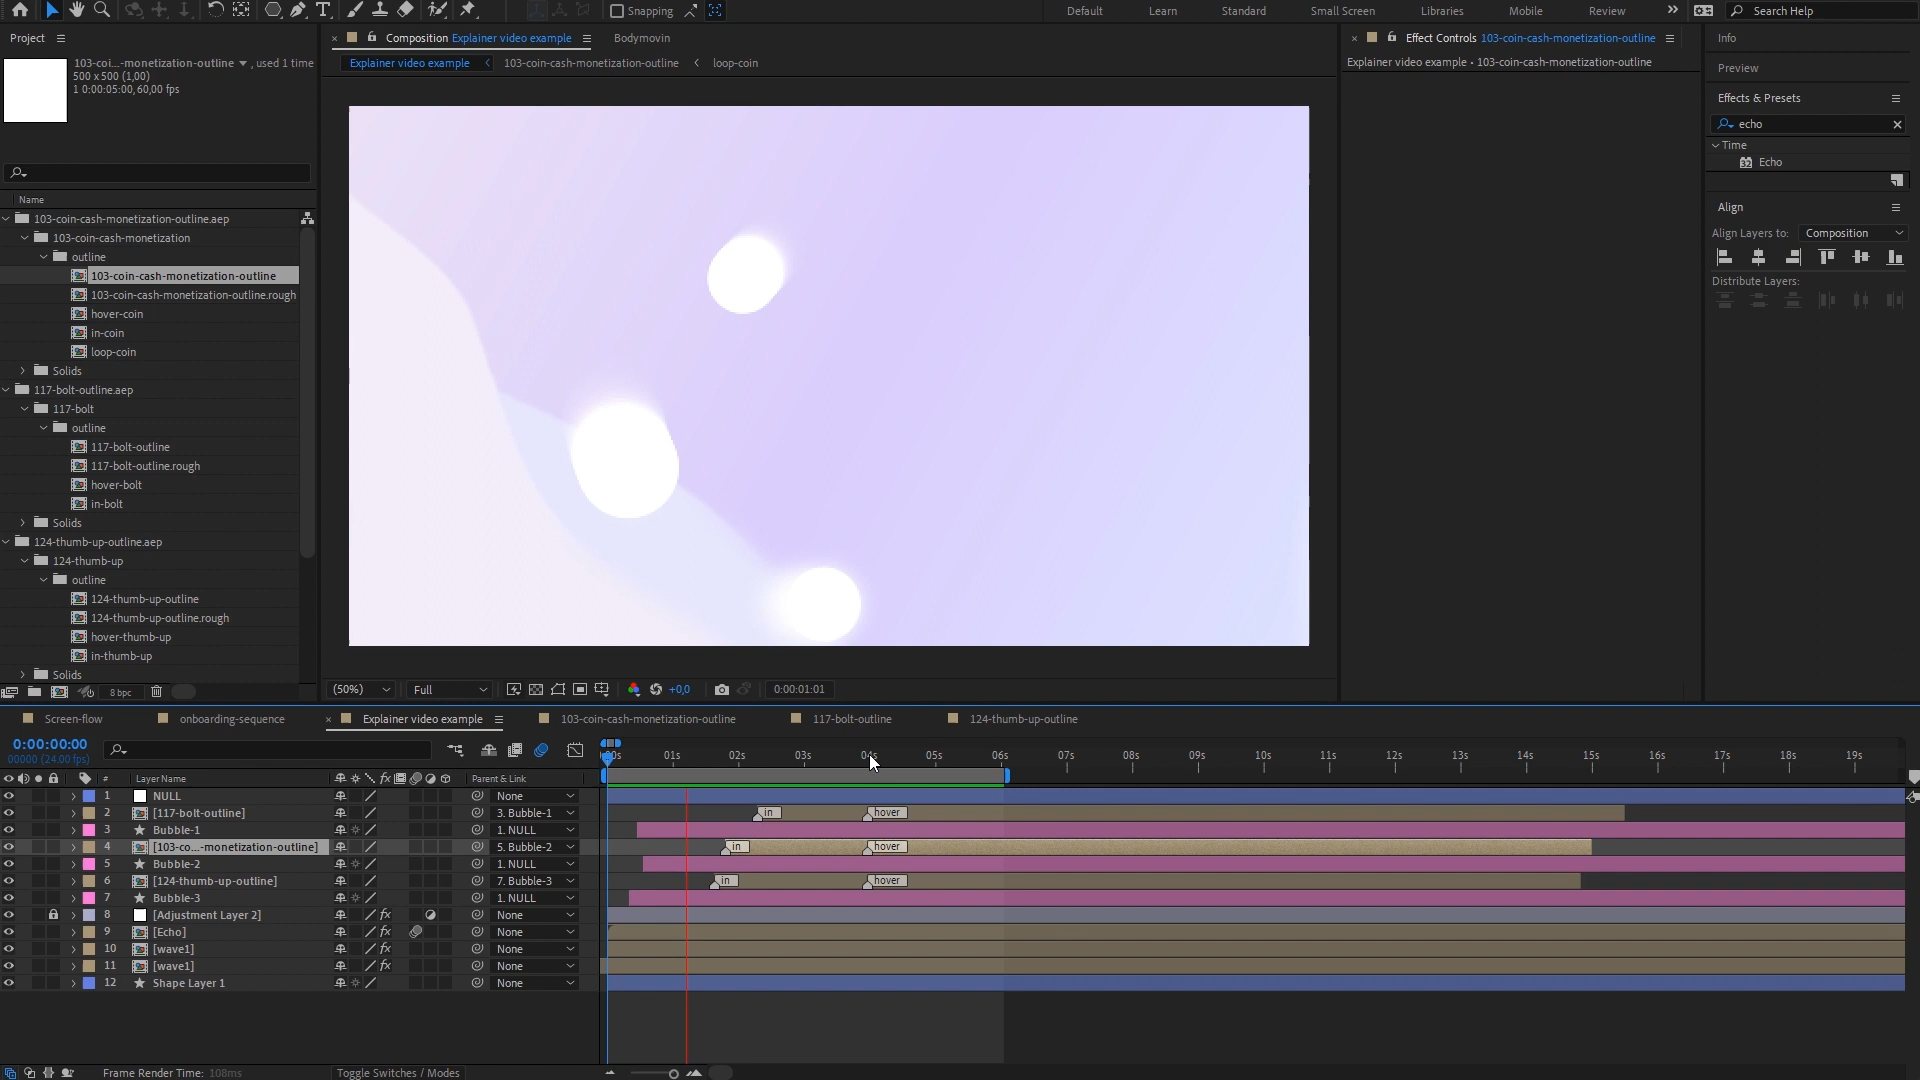 Snapping
Default
Learn
Standard
Small Screen
Libraries
Mobile
Review
Search Help
Project
Composition Explainer video example
Bodymovin
Effect Controls 103-coin-cash-monetization-outline
Info
103-coi...-monetization-outline , used 1 time
500 x 500 (1,00)
1 0:00:05:00, 60,00 fps
Explainer video example
103-coin-cash-monetization-outline
loop-coin
Explainer video example • 103-coin-cash-monetization-outline
Preview
Effects & Presets
echo
Time
32 Echo
Align
Align Layers to:
Composition
Distribute Layers:
Name
103-coin-cash-monetization-outline.aep
103-coin-cash-monetization
outline
103-coin-cash-monetization-outline
103-coin-cash-monetization-outline.rough
hover-coin
in-coin
loop-coin
Solids
117-bolt-outline.aep
117-bolt
outline
117-bolt-outline
117-bolt-outline.rough
hover-bolt
in-bolt
Solids
124-thumb-up-outline.aep
124-thumb-up
outline
124-thumb-up-outline
124-thumb-up-outline.rough
hover-thumb-up
in-thumb-up
Solids
8 bpc
(50%)
Full
+0,0
0:00:01:01
Screen-flow
onboarding-sequence
Explainer video example
103-coin-cash-monetization-outline
117-bolt-outline
124-thumb-up-outline
0:00:00:00
00000 (24.00 fps)
00s 01s 02s 03s 04s 05s 06s 07s 08s 09s 10s 11s 12s 13s 14s 15s 16s 17s 18s 19s
# Layer Name fx Parent & Link
1 NULL None
2 [117-bolt-outline] 3. Bubble-1 in hover
3 Bubble-1 1. NULL
4 [103-co...-monetization-outline] 5. Bubble-2 in hover
5 Bubble-2 1. NULL
6 [124-thumb-up-outline] 7. Bubble-3 in hover
7 Bubble-3 1. NULL
8 [Adjustment Layer 2] fx None
9 [Echo] fx None
10 [wave1] fx None
11 [wave1] fx None
12 Shape Layer 1 None
Frame Render Time: 108ms
Toggle Switches / Modes